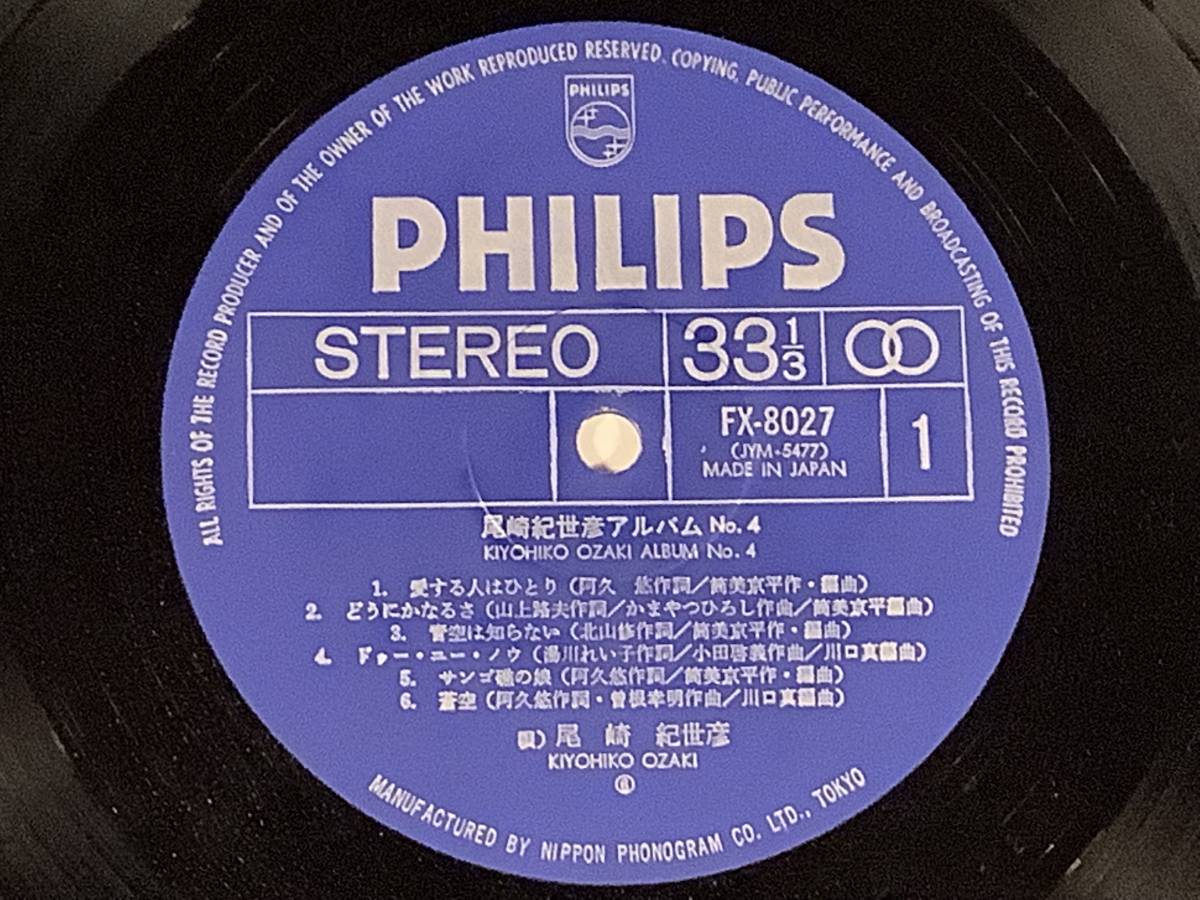 ALL RIGHTS OF THE RECORD PRODUCER AND OF THE OWNER OF THE WORK REPRODUCED RESERVED. COPYING, PUBLIC PERFORMANCE AND BROADCASTING OF THIS RECORD PROHIBITED
PHILIPS
PHILIPS
STEREO 33 1/3
FX-8027 1
(JYM-5477)
MADE IN JAPAN
尾崎紀世彦アルバム No. 4
KIYOHIKO OZAKI ALBUM No. 4
1. 愛する人はひとり（阿久 悠作詞／筒美京平作・編曲）
2. どうにかなるさ（山上路夫作詞／かまやつひろし作曲／筒美京平編曲）
3. 青空は知らない（北山修作詞／筒美京平作・編曲）
4. ドゥー・ユー・ノウ（湯川れい子作詞／小田啓義作曲／川口真編曲）
5. サンゴ礁の娘（阿久悠作詞／筒美京平作・編曲）
6. 蒼空（阿久悠作詞・曽根幸明作曲／川口真編曲）
唄）尾 崎 紀世彦
KIYOHIKO OZAKI
MANUFACTURED BY NIPPON PHONOGRAM CO. LTD., TOKYO